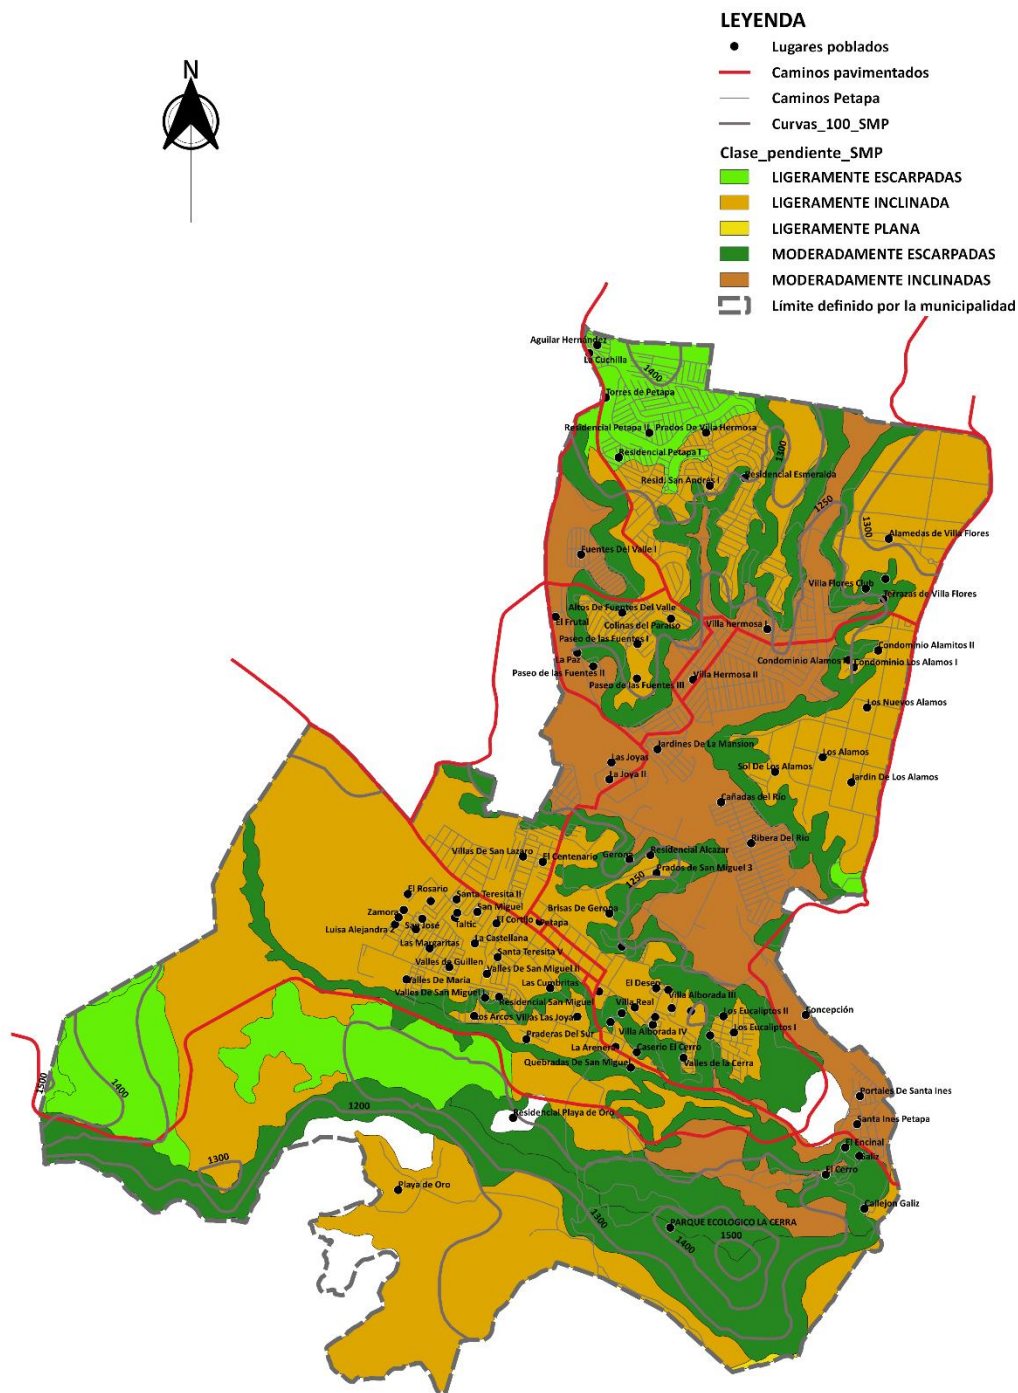 LEYENDA
Lugares poblados
Caminos pavimentados
Caminos Petapa
Curvas_100_SMP
Clase_pendiente_SMP
LIGERAMENTE ESCARPADAS
LIGERAMENTE INCLINADA
LIGERAMENTE PLANA
MODERADAMENTE ESCARPADAS
MODERADAMENTE INCLINADAS
Límite definido por la municipalidad
N
Aguilar Hernández
La Cuchilla
1400
Torres de Petapa
Residencial Petapa II
Prados De Villa Hermosa
Residencial Petapa I
1300
Resid. San Andrés I
Residencial Esmeralda
1250
1300
Alamedas de Villa Flores
Fuentes Del Valle I
Villa Flores Club
Terrazas de Villa Flores
Altos De Fuentes Del Valle
El Frutal
Colinas del Paraiso
Villa hermosa I
Paseo de las Fuentes I
Condominio Alamitos II
La Paz
Condominio Alamos
Condominio Los Alamos I
Paseo de las Fuentes II
Paseo de las Fuentes III
Villa Hermosa II
Los Nuevos Alamos
Jardines De La Mansion
Los Alamos
Las Joyas
Sol De Los Alamos
La Joya II
Jardin De Los Alamos
Cañadas del Rio
Ribera Del Rio
Villas De San Lazaro
El Centenario
Gerona
Residencial Alcazar
Prados de San Miguel 3
1250
El Rosario
Santa Teresita II
Zamora
San Miguel
Brisas De Gerona
Luisa Alejandra 2
San José
Taltic
El Cortijo
Petapa
Las Margaritas
La Castellana
Santa Teresita V
Valles de Guillen
Valles De San Miguel II
Valles De Maria
Las Cumbritas
El Deseo
Valles De San Miguel I
Residencial San Miguel
Villa Real
Villa Alborada III
Los Arcos
Villas Las Joyas
Los Eucaliptos II
Concepción
Villa Alborada IV
Los Eucaliptos I
Praderas Del Sur
La Arenera
Caserio El Cerro
Quebradas De San Miguel
Valles de la Cerra
1500
1400
1200
Portales De Santa Ines
Residencial Playa de Oro
Santa Ines Petapa
1300
El Encinal
Galiz
El Cerro
Playa de Oro
Callejon Galiz
1300
PARQUE ECOLOGICO LA CERRA
1400
1500